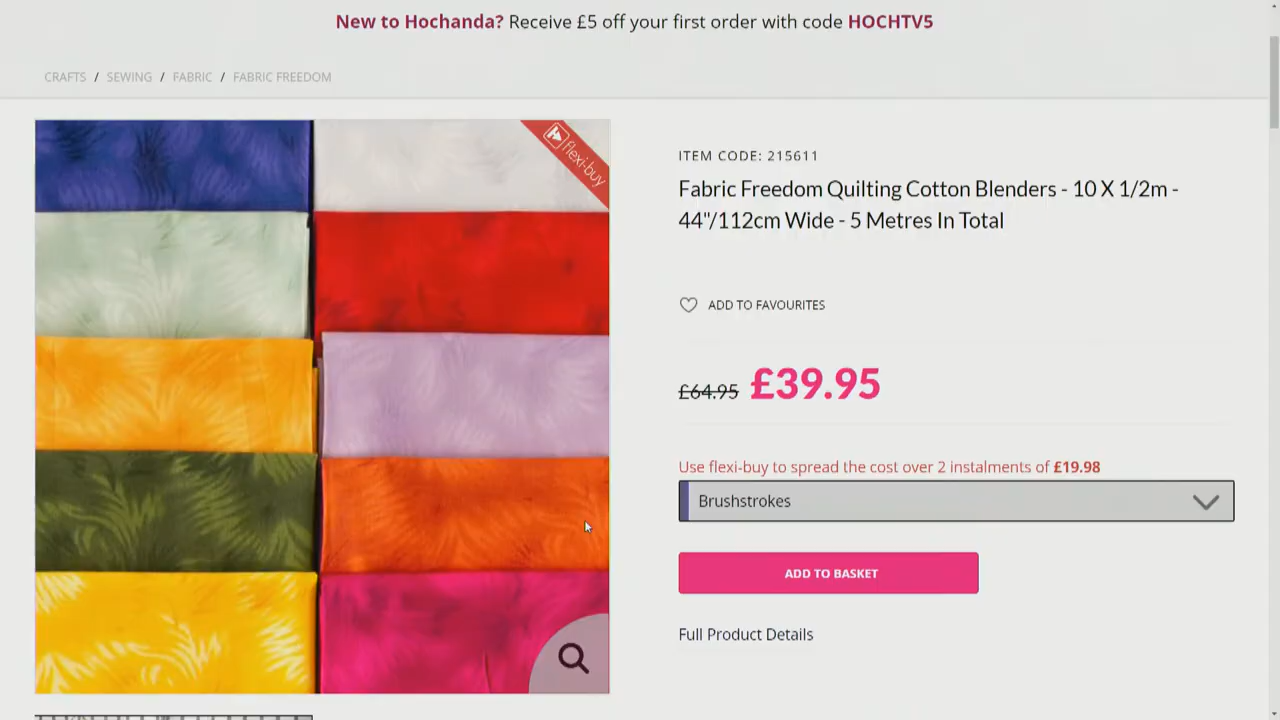 New to Hochanda? Receive £5 off your first order with code HOCHTV5
CRAFTS / SEWING / FABRIC / FABRIC FREEDOM
flexi-buy
ITEM CODE: 215611
Fabric Freedom Quilting Cotton Blenders - 10 X 1/2m -
44"/112cm Wide - 5 Metres In Total
ADD TO FAVOURITES
£64.95 £39.95
Use flexi-buy to spread the cost over 2 instalments of £19.98
Brushstrokes
ADD TO BASKET
Full Product Details